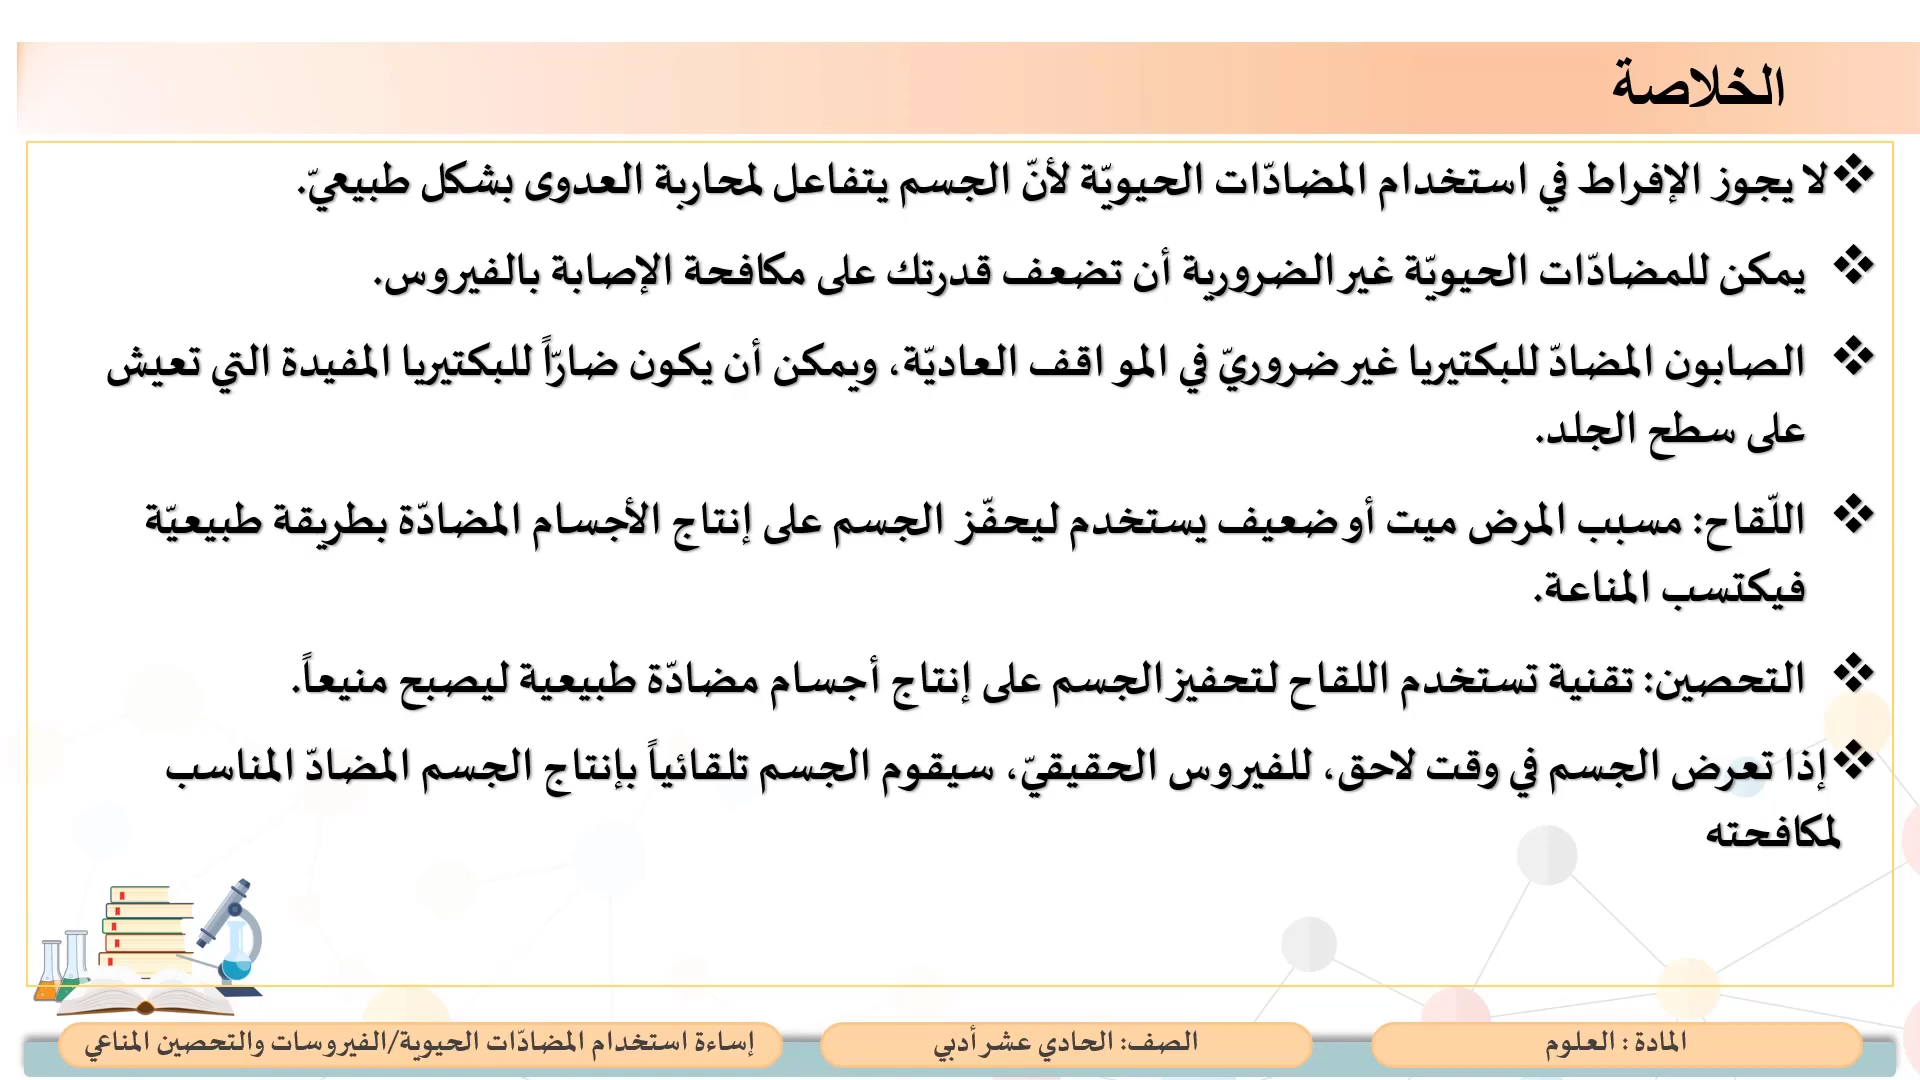 الخلاصة
❖لا يجوز الإفراط في استخدام المضادّات الحيويّة لأنّ الجسم يتفاعل لمحاربة العدوى بشكل طبيعيّ.
❖ يمكن للمضادّات الحيويّة غير الضرورية أن تضعف قدرتك على مكافحة الإصابة بالفيروس.
❖ الصابون المضادّ للبكتيريا غير ضروريّ في المواقف العاديّة، ويمكن أن يكون ضارّاً للبكتيريا المفيدة التي تعيش
على سطح الجلد.
❖ اللّقاح: مسبب المرض ميت أو ضعيف يستخدم ليحفّز الجسم على إنتاج الأجسام المضادّة بطريقة طبيعيّة
فيكتسب المناعة.
❖ التحصين: تقنية تستخدم اللقاح لتحفيز الجسم على إنتاج أجسام مضادّة طبيعية ليصبح منيعاً.
❖إذا تعرض الجسم في وقت لاحق، للفيروس الحقيقيّ، سيقوم الجسم تلقائياً بإنتاج الجسم المضادّ المناسب
لمكافحته
المادة : العلوم
الصف: الحادي عشر أدبي
إساءة استخدام المضادّات الحيوية/الفيروسات والتحصين المناعي